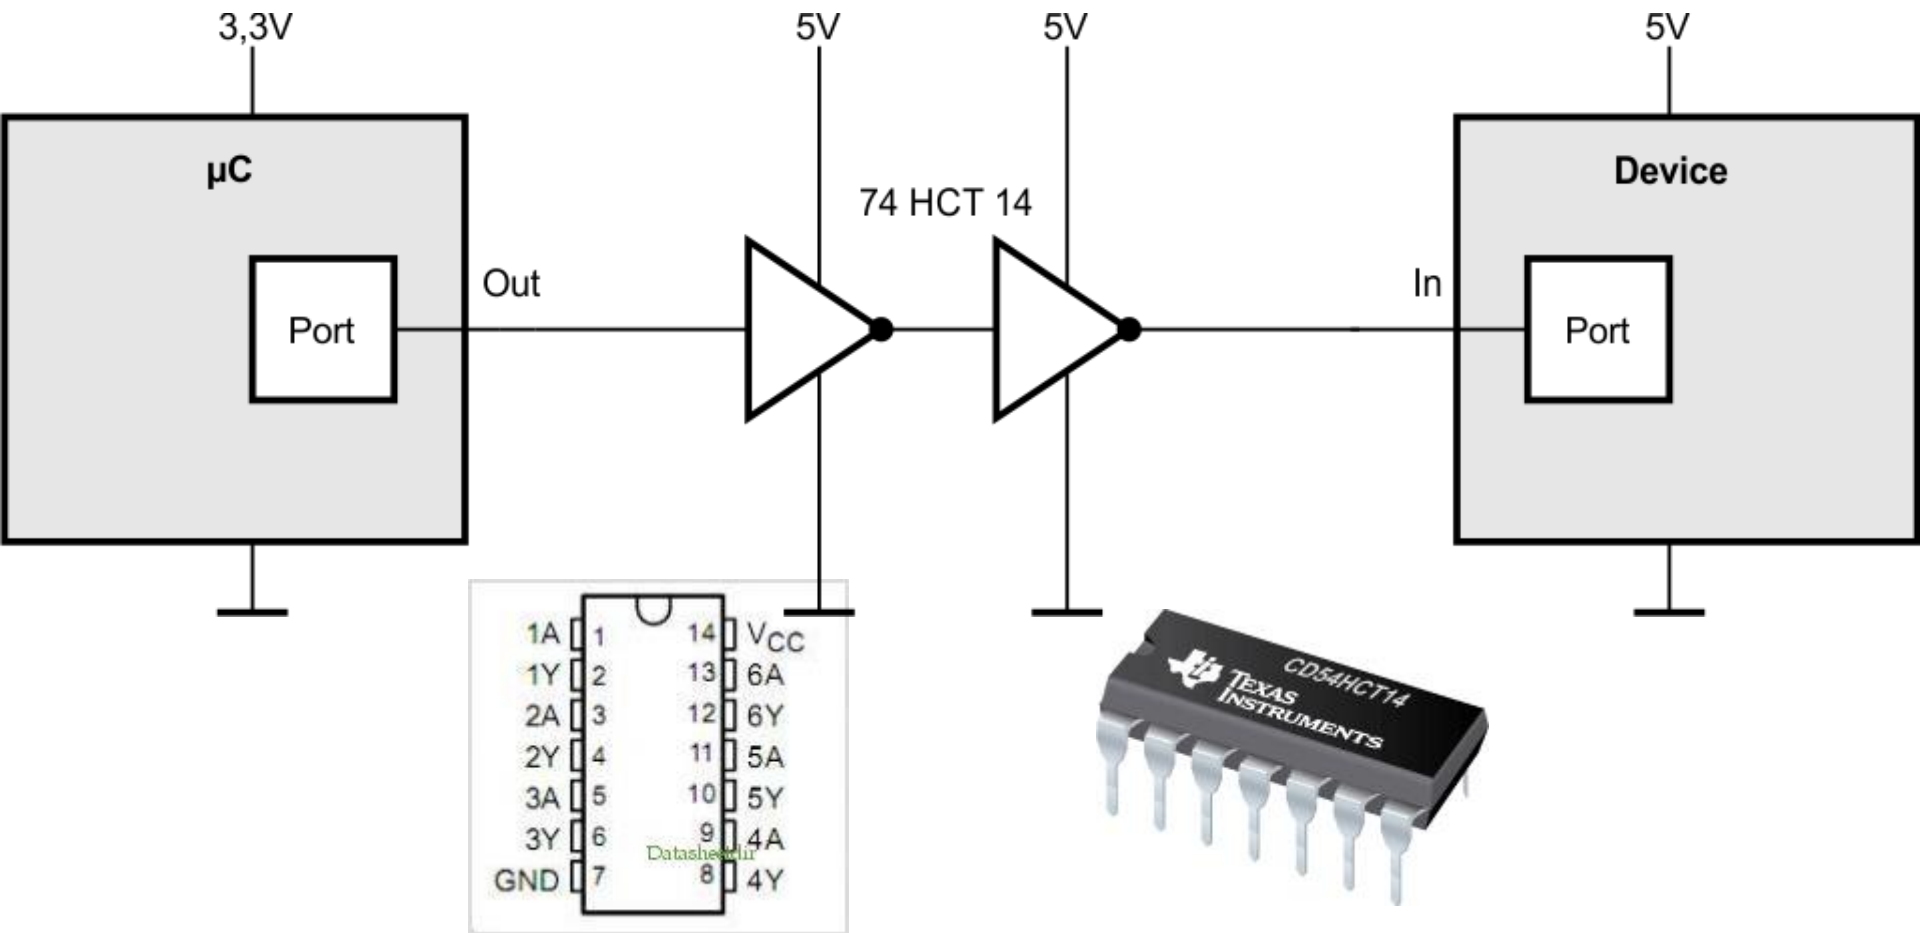 3,3V
5V
5V
5V
µC
Device
74 HCT 14
Out
In
Port
Port
1A 1 14 VCC
1Y 2 13 6A
2A 3 12 6Y
2Y 4 11 5A
3A 5 10 5Y
3Y 6 9 4A
Datasheetdir
GND 7 8 4Y
CD54HCT14
TEXAS
INSTRUMENTS